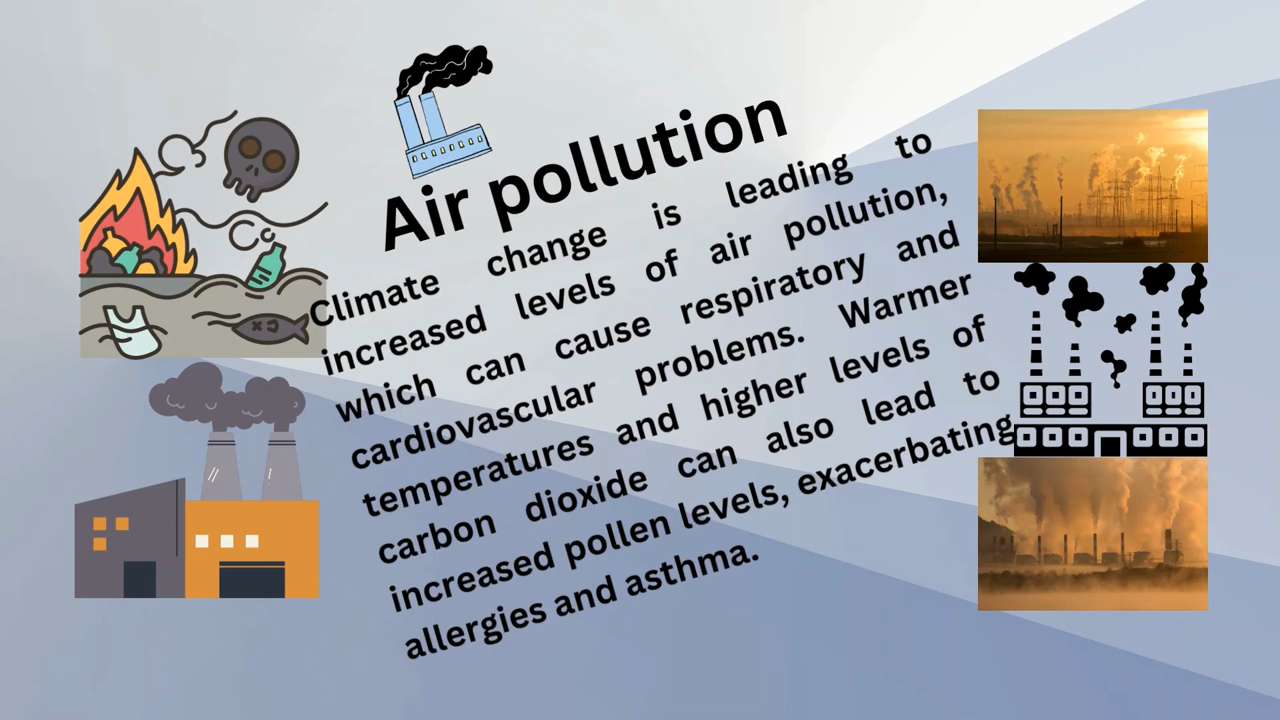 Air pollution
Climate change is leading to
increased levels of air pollution,
which can cause respiratory and
cardiovascular problems. Warmer
temperatures and higher levels of
carbon dioxide can also lead to
increased pollen levels, exacerbating
allergies and asthma.